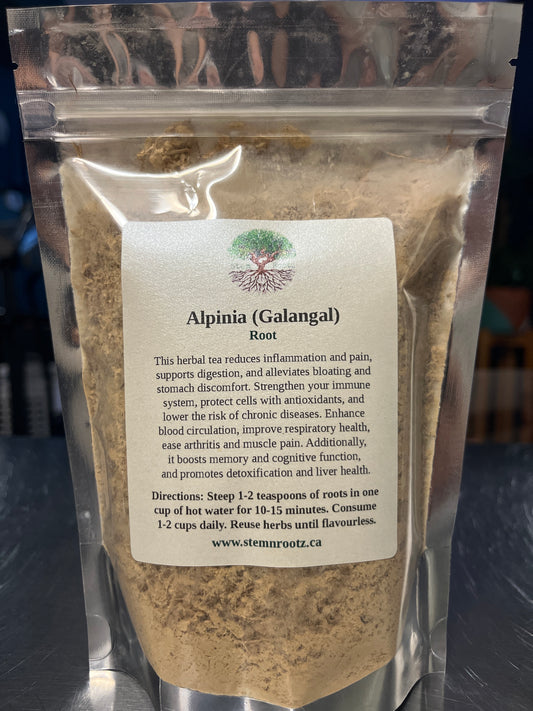 Alpinia (Galangal)
Root
This herbal tea reduces inflammation and pain,
supports digestion, and alleviates bloating and
stomach discomfort. Strengthen your immune
system, protect cells with antioxidants, and
lower the risk of chronic diseases. Enhance
blood circulation, improve respiratory health,
ease arthritis and muscle pain. Additionally,
it boosts memory and cognitive function,
and promotes detoxification and liver health.
Directions: Steep 1-2 teaspoons of roots in one
cup of hot water for 10-15 minutes. Consume
1-2 cups daily. Reuse herbs until flavourless.
www.stemnrootz.ca